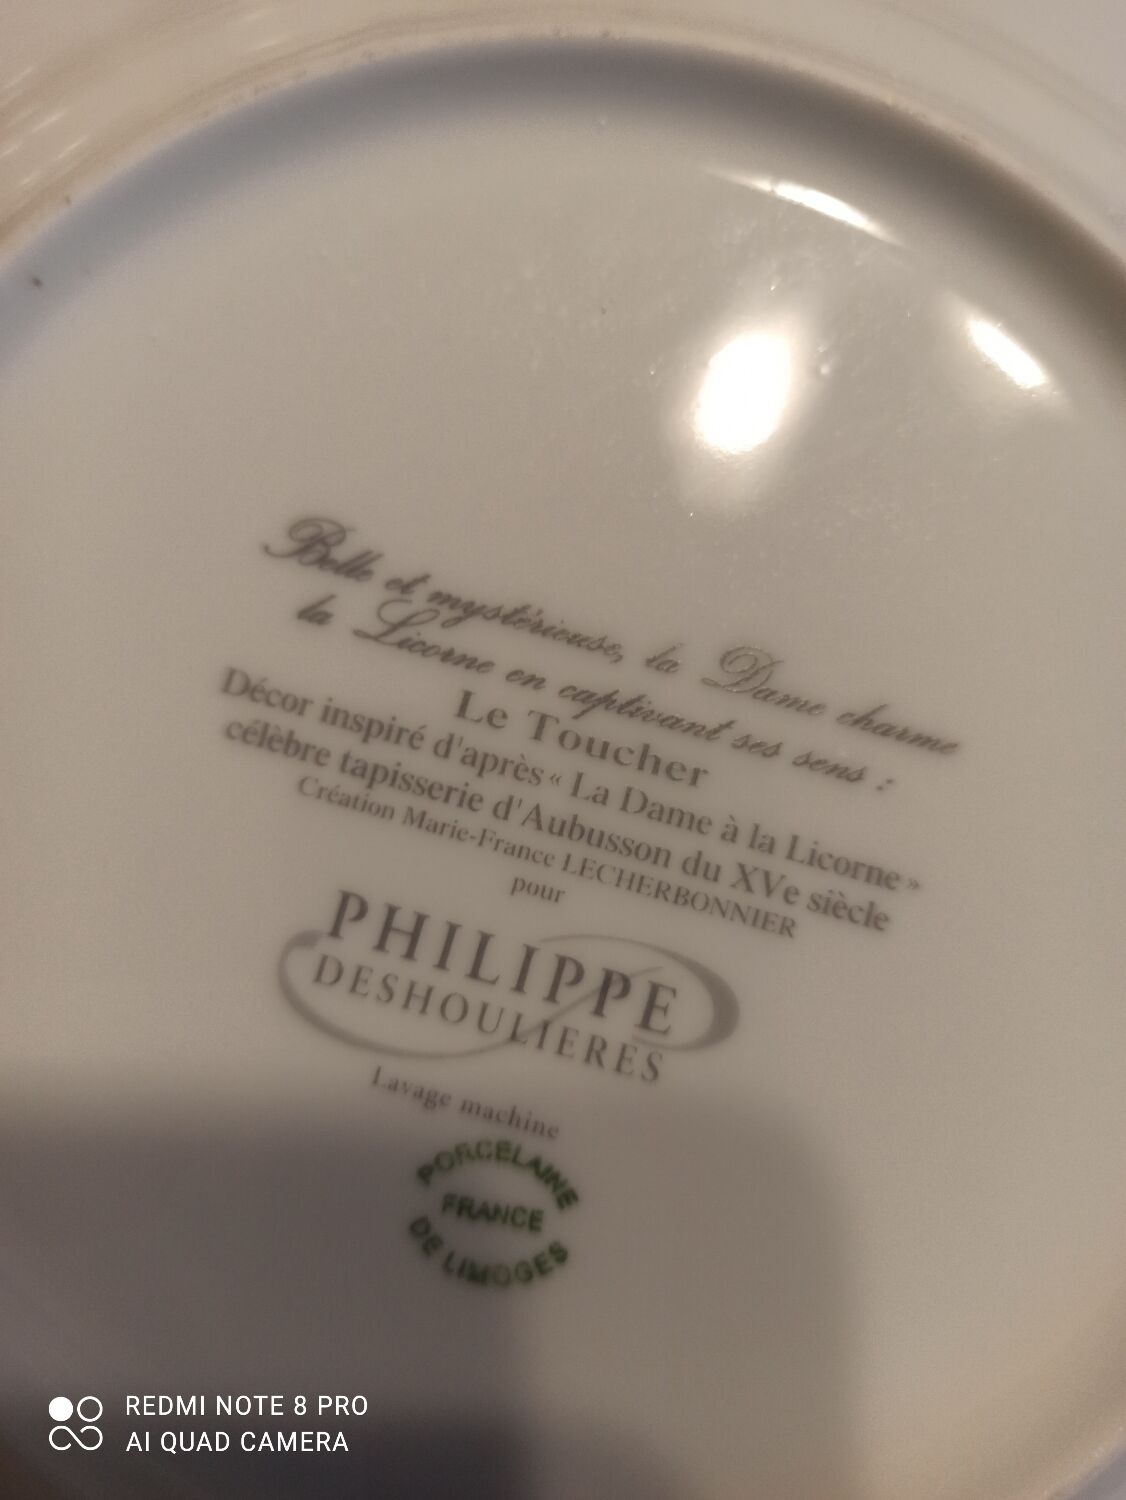 Belle et mystérieuse, la Dame charme
la Licorne en captivant ses sens :
Le Toucher
Décor inspiré d'après « La Dame à la Licorne »
célèbre tapisserie d'Aubusson du XVe siècle
Création Marie-France LECHERBONNIER
pour
PHILIPPE
DESHOULIERES
Lavage machine
PORCELAINE
FRANCE
DE LIMOGES
REDMI NOTE 8 PRO
AI QUAD CAMERA